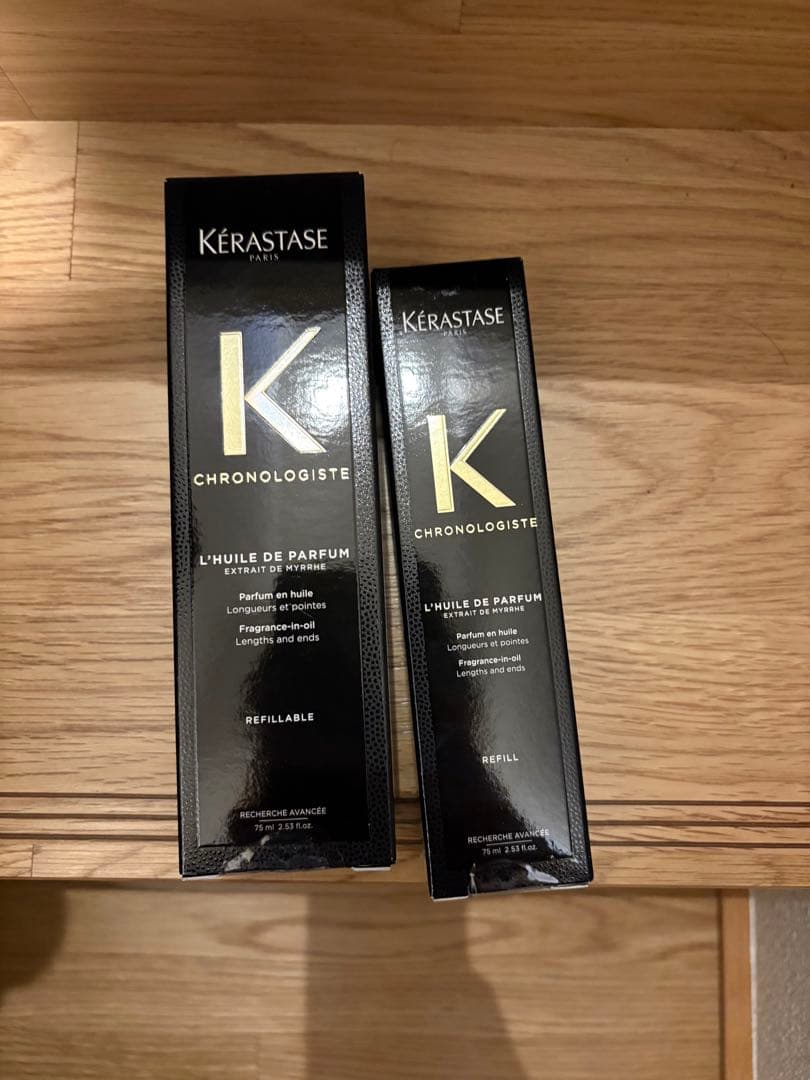 KÉRASTASE
PARIS
K
CHRONOLOGISTE
L'HUILE DE PARFUM
EXTRAIT DE MYRRHE
Parfum en huile
Longueurs et pointes
Fragrance-in-oil
Lengths and ends
REFILLABLE
RECHERCHE AVANCÉE
75 ml 2.53 fl.oz.
KÉRASTASE
PARIS
K
CHRONOLOGISTE
L'HUILE DE PARFUM
EXTRAIT DE MYRRHE
Parfum en huile
Longueurs et pointes
Fragrance-in-oil
Lengths and ends
REFILL
RECHERCHE AVANCÉE
75 ml 2.53 fl.oz.